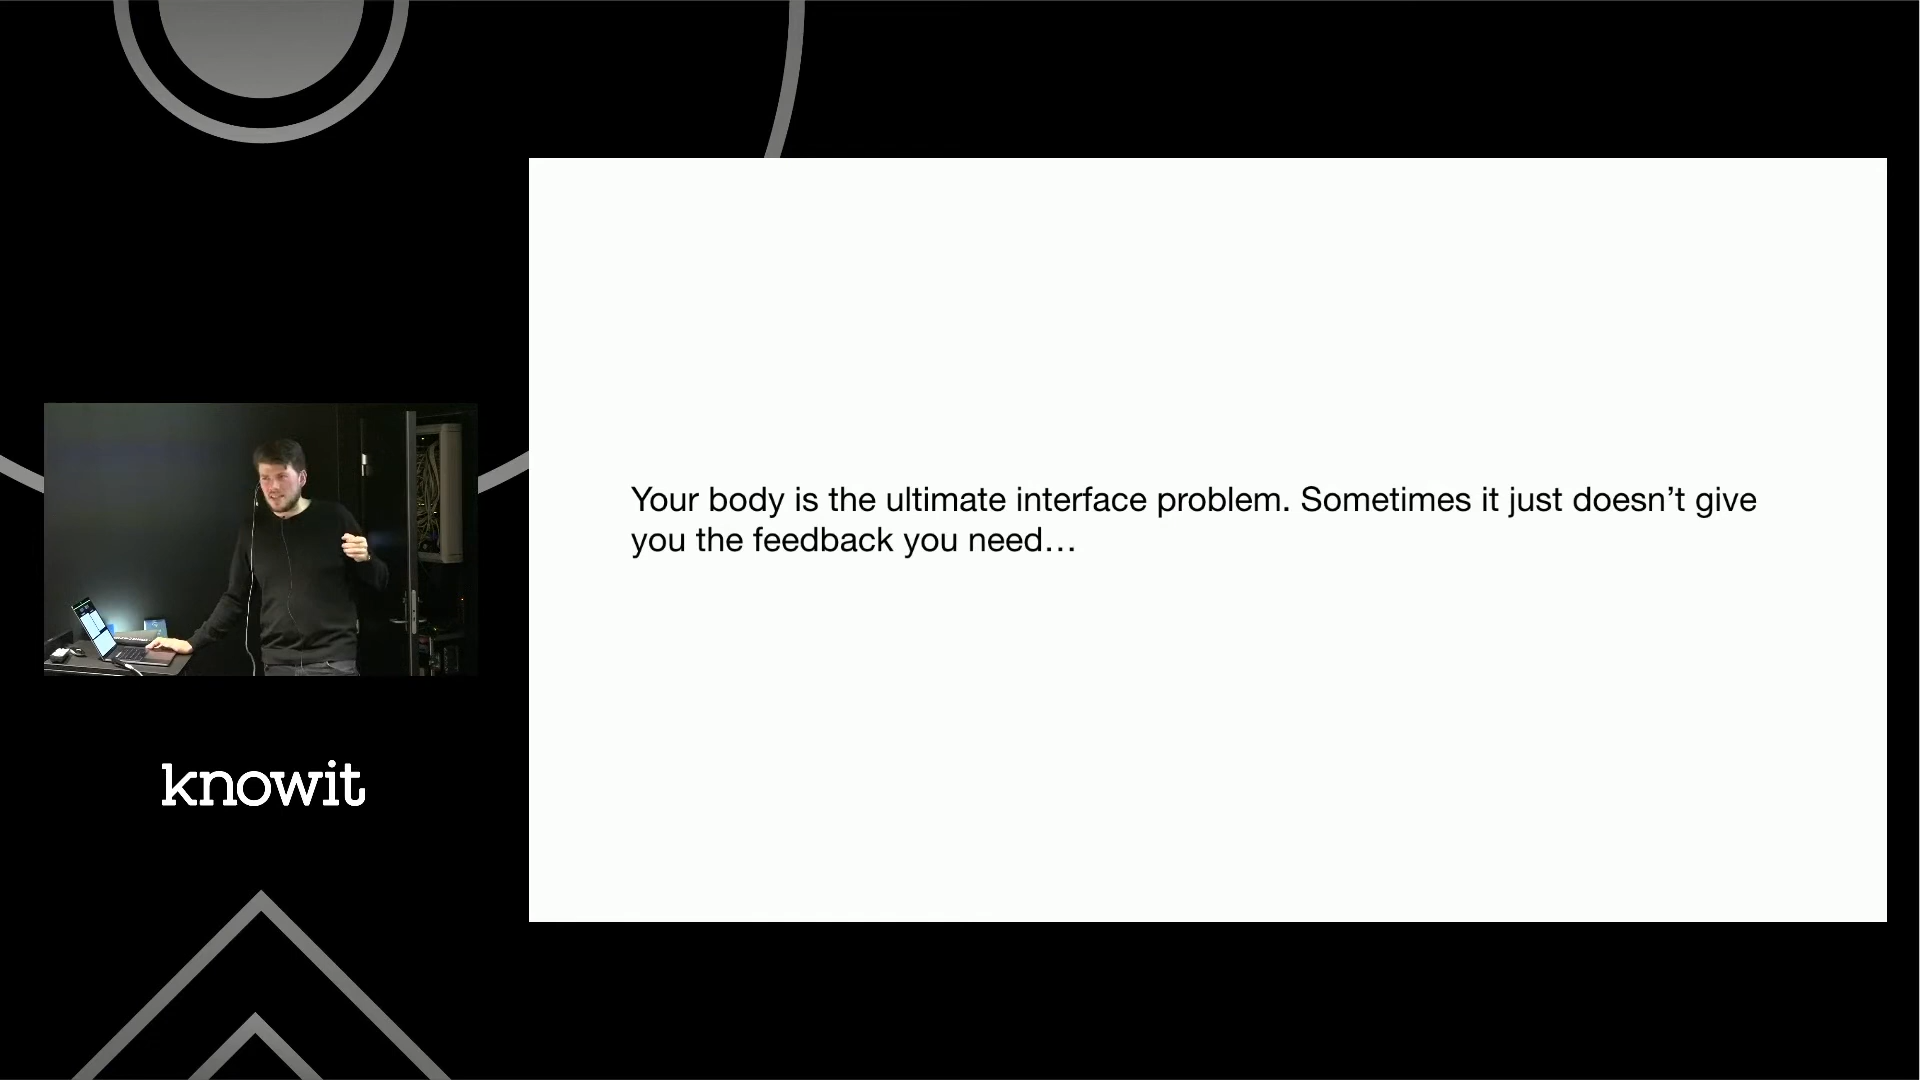 Your body is the ultimate interface problem. Sometimes it just doesn’t give
you the feedback you need…
knowit